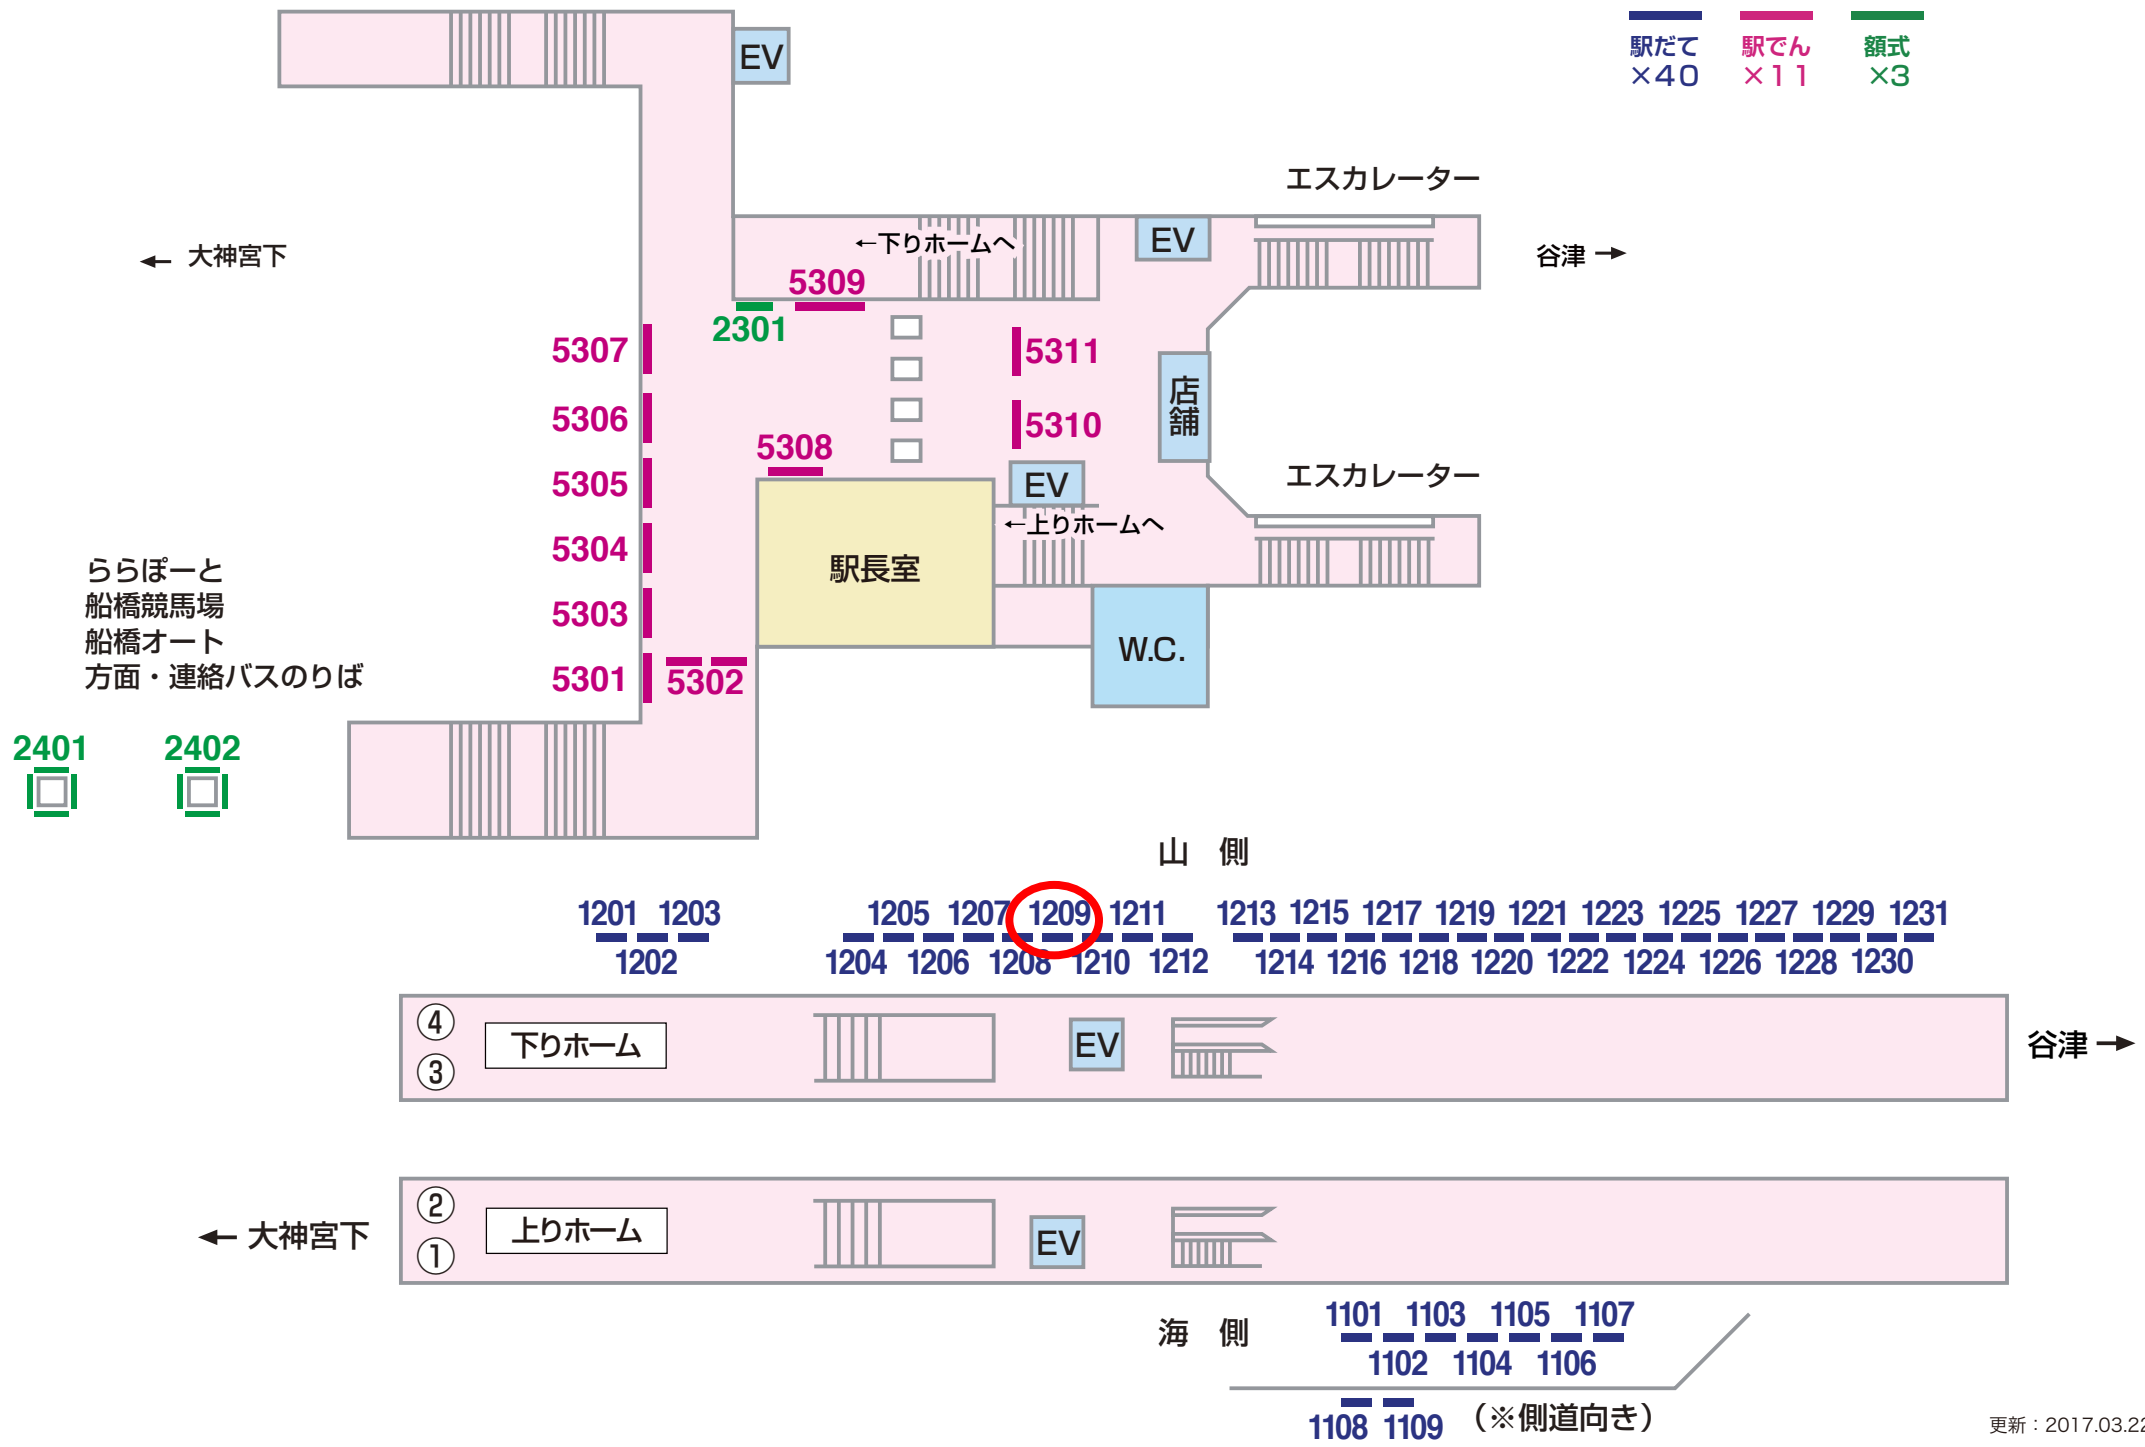 駅だて 駅でん 額式
×40 ×11 ×3
EV
エスカレーター
← 大神宮下
←下りホームへ
EV
谷津 →
5309
2301
5307
5311
店舗
5306
5310
5308
エスカレーター
5305
EV
←上りホームへ
5304
駅長室
ららぽーと
船橋競馬場
船橋オート
方面・連絡バスのりば
5303
W.C.
5301 5302
2401 2402
山 側
1201 1203 1205 1207 1209 1211 1213 1215 1217 1219 1221 1223 1225 1227 1229 1231
1202 1204 1206 1208 1210 1212 1214 1216 1218 1220 1222 1224 1226 1228 1230
④
下りホーム EV
谷津 →
③
②
← 大神宮下
上りホーム EV
①
海 側
1101 1103 1105 1107
1102 1104 1106
1108 1109 (※側道向き)
更新：2017.03.22